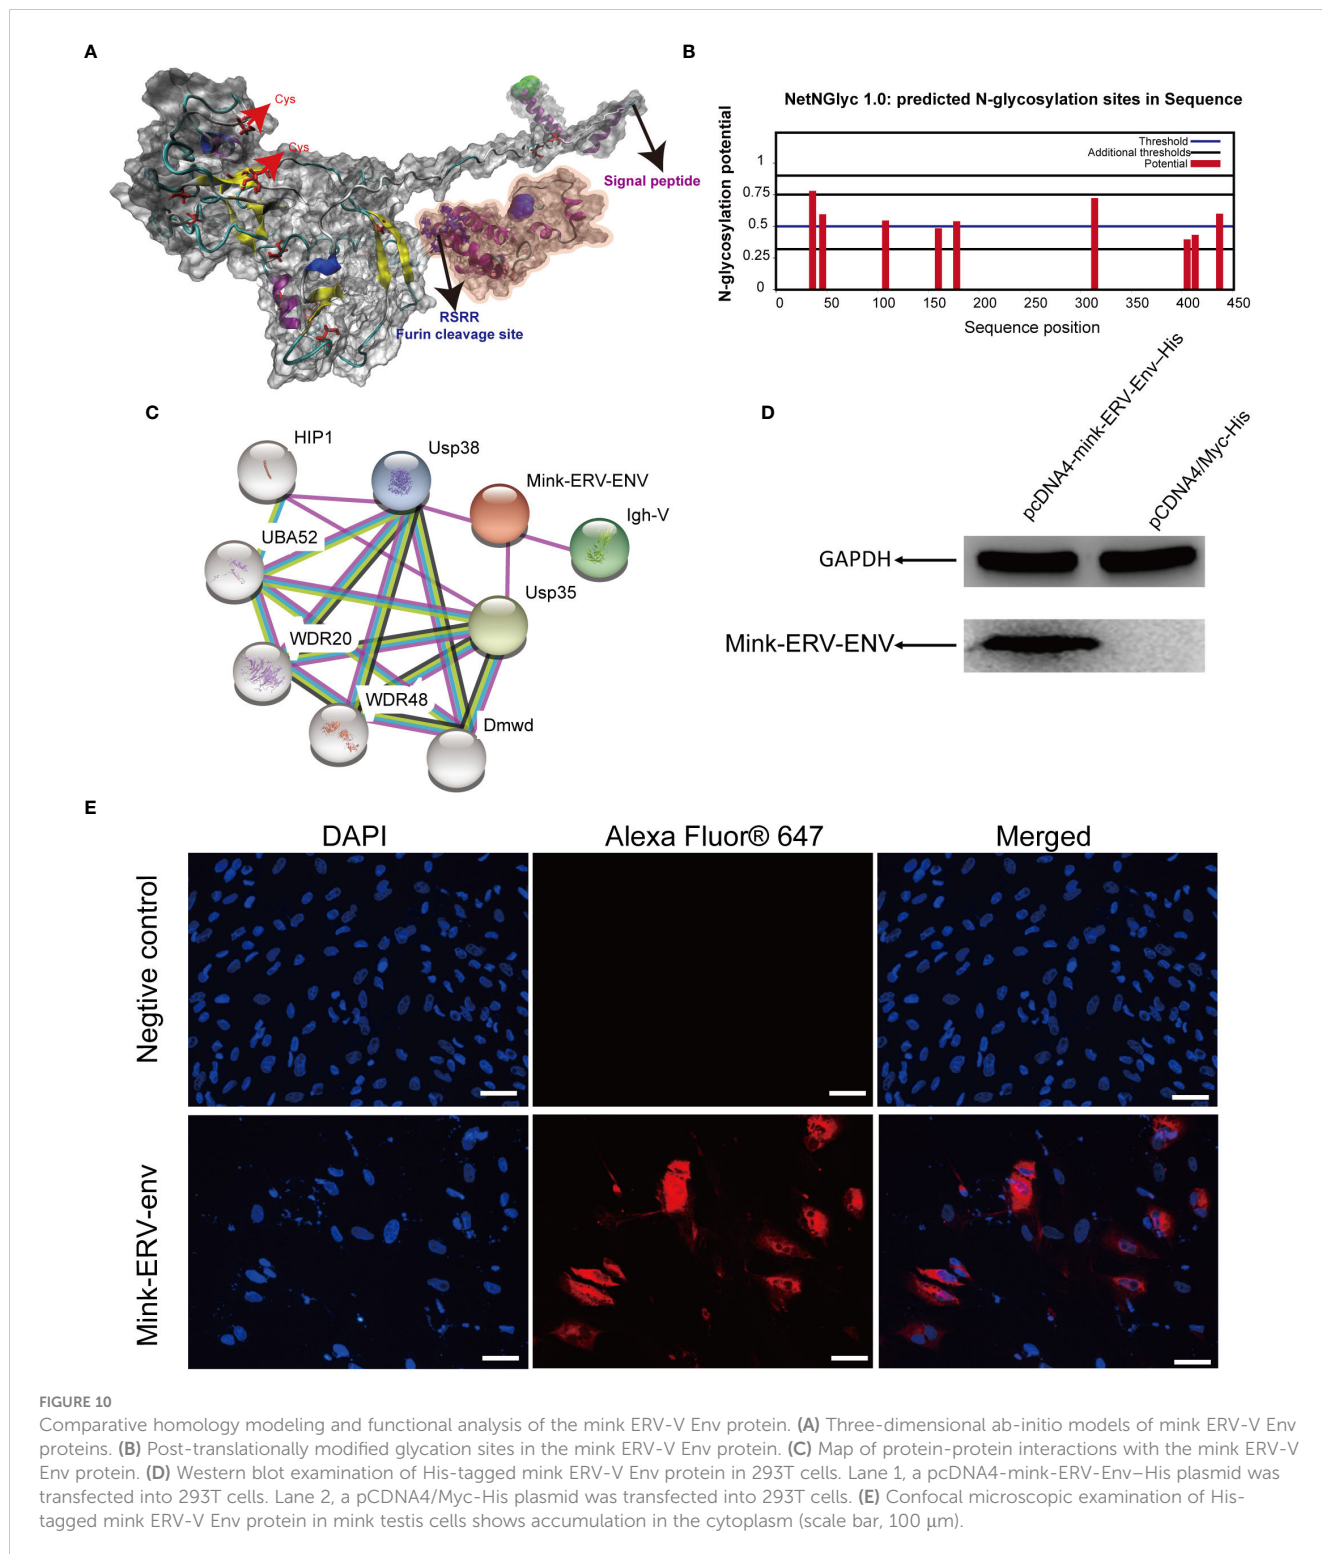 A
Cys
Cys
Signal peptide
RSRR
Furin cleavage site
B
NetNGlyc 1.0: predicted N-glycosylation sites in Sequence
N-glycosylation potential
Threshold
Additional thresholds
Potential
1
0.75
0.5
0.25
0
0 50 100 150 200 250 300 350 400 450
Sequence position
C
HIP1
Usp38
Mink-ERV-ENV
Igh-V
UBA52
Usp35
WDR20
WDR48
Dmwd
D
pcDNA4-mink-ERV-Env–His
pCDNA4/Myc-His
GAPDH
Mink-ERV-ENV
E
DAPI Alexa Fluor® 647 Merged
Negtive control
Mink-ERV-env
FIGURE 10
Comparative homology modeling and functional analysis of the mink ERV-V Env protein. (A) Three-dimensional ab-initio models of mink ERV-V Env
proteins. (B) Post-translationally modified glycation sites in the mink ERV-V Env protein. (C) Map of protein-protein interactions with the mink ERV-V
Env protein. (D) Western blot examination of His-tagged mink ERV-V Env protein in 293T cells. Lane 1, a pcDNA4-mink-ERV-Env–His plasmid was
transfected into 293T cells. Lane 2, a pCDNA4/Myc-His plasmid was transfected into 293T cells. (E) Confocal microscopic examination of His-
tagged mink ERV-V Env protein in mink testis cells shows accumulation in the cytoplasm (scale bar, 100 μm).